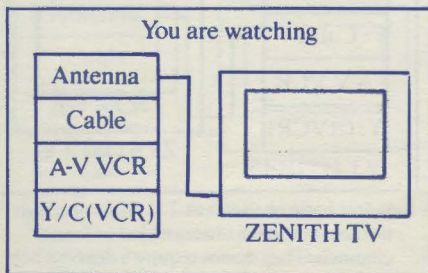 You are watching
Antenna
Cable
A-V VCR
Y/C(VCR)
ZENITH TV